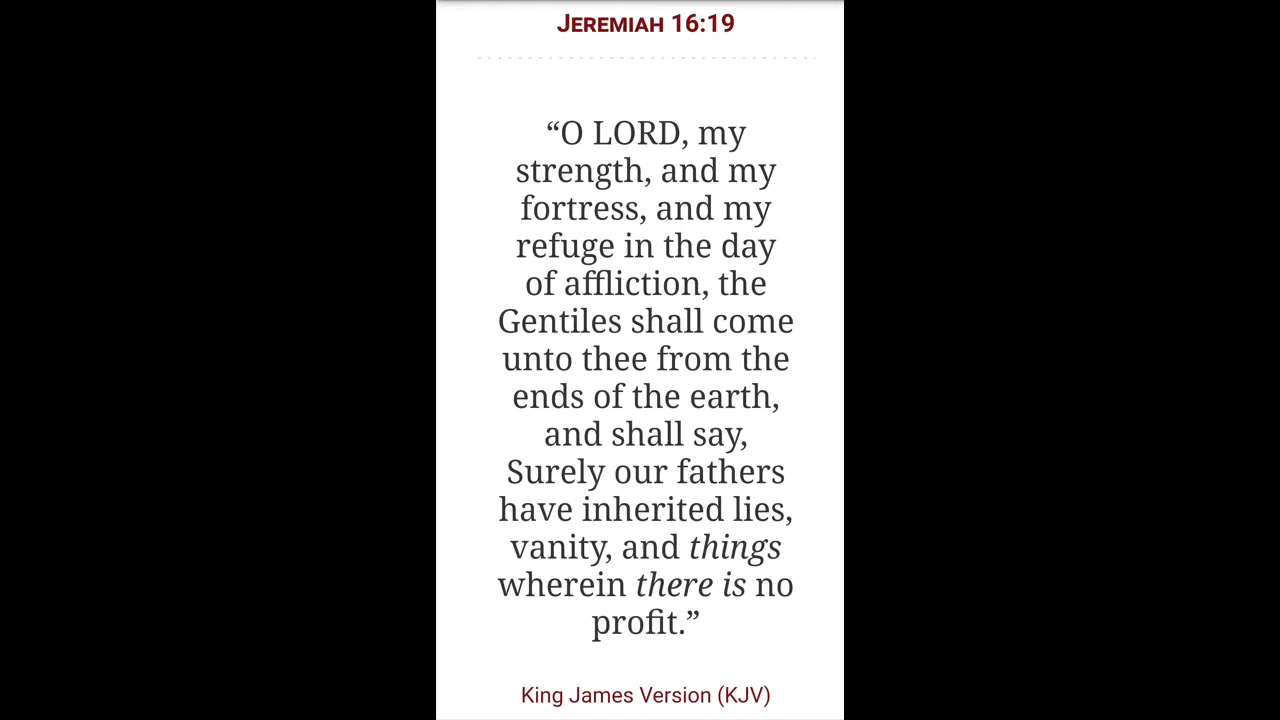 Jeremiah 16:19
“O LORD, my
strength, and my
fortress, and my
refuge in the day
of affliction, the
Gentiles shall come
unto thee from the
ends of the earth,
and shall say,
Surely our fathers
have inherited lies,
vanity, and things
wherein there is no
profit.”
King James Version (KJV)